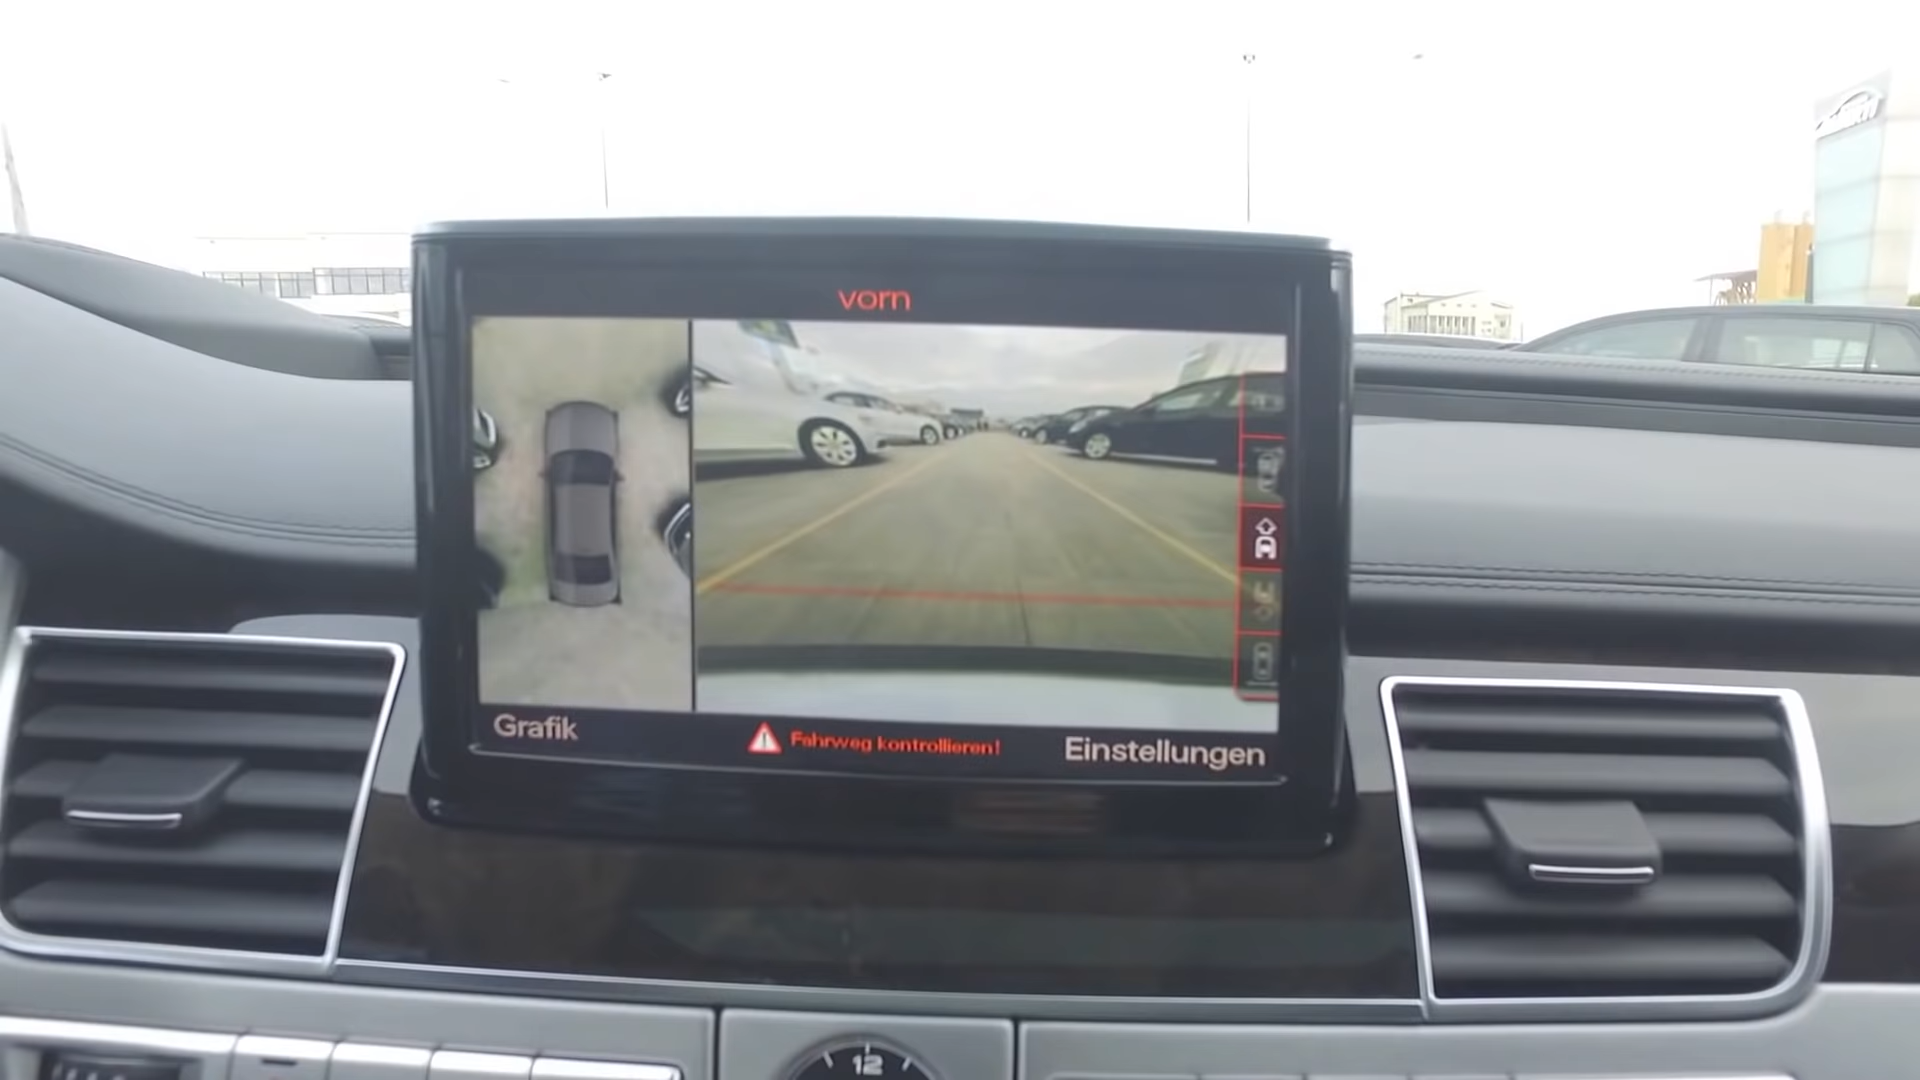 vorn
Grafik
Fahrweg kontrollieren!
Einstellungen
12